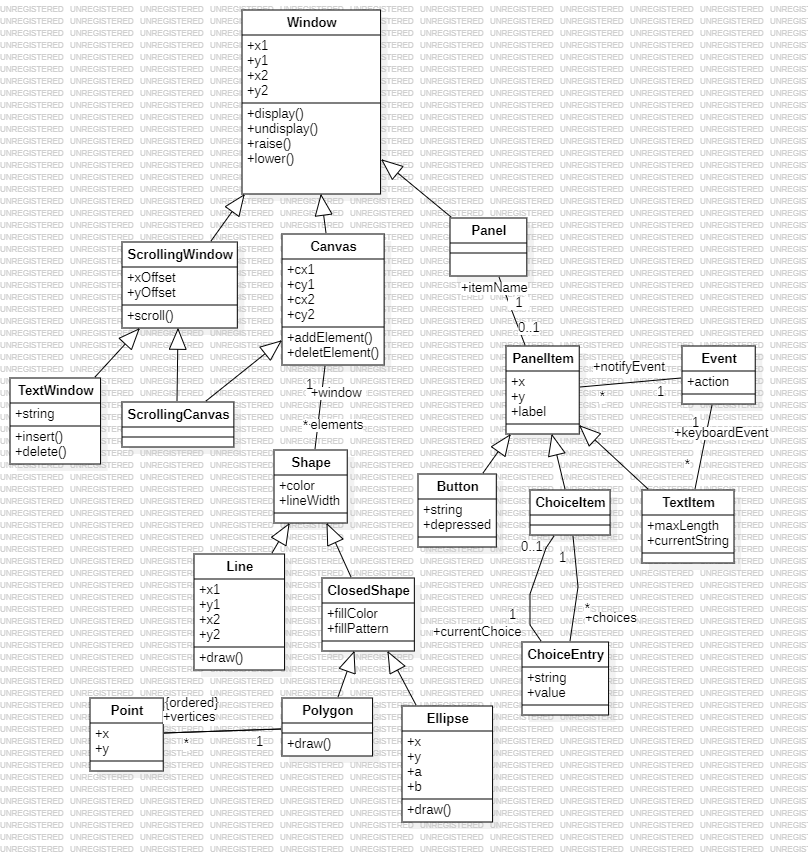 Window
+x1
+y1
+x2
+y2
+display()
+undisplay()
+raise()
+lower()
Panel
ScrollingWindow
+xOffset
+yOffset
+scroll()
Canvas
+cx1
+cy1
+cx2
+cy2
+addElement()
+deletElement()
+itemName
1
0..1
PanelItem
+x
+y
+label
+notifyEvent
*
1
Event
+action
TextWindow
+string
+insert()
+delete()
ScrollingCanvas
1
+window
* elements
1
+keyboardEvent
*
Shape
+color
+lineWidth
Button
+string
+depressed
ChoiceItem
TextItem
+maxLength
+currentString
Line
+x1
+y1
+x2
+y2
+draw()
ClosedShape
+fillColor
+fillPattern
0..1
1
1
+currentChoice
*
+choices
ChoiceEntry
+string
+value
Point
+x
+y
{ordered}
+vertices
*
1
Polygon
+draw()
Ellipse
+x
+y
+a
+b
+draw()
UNREGISTERED